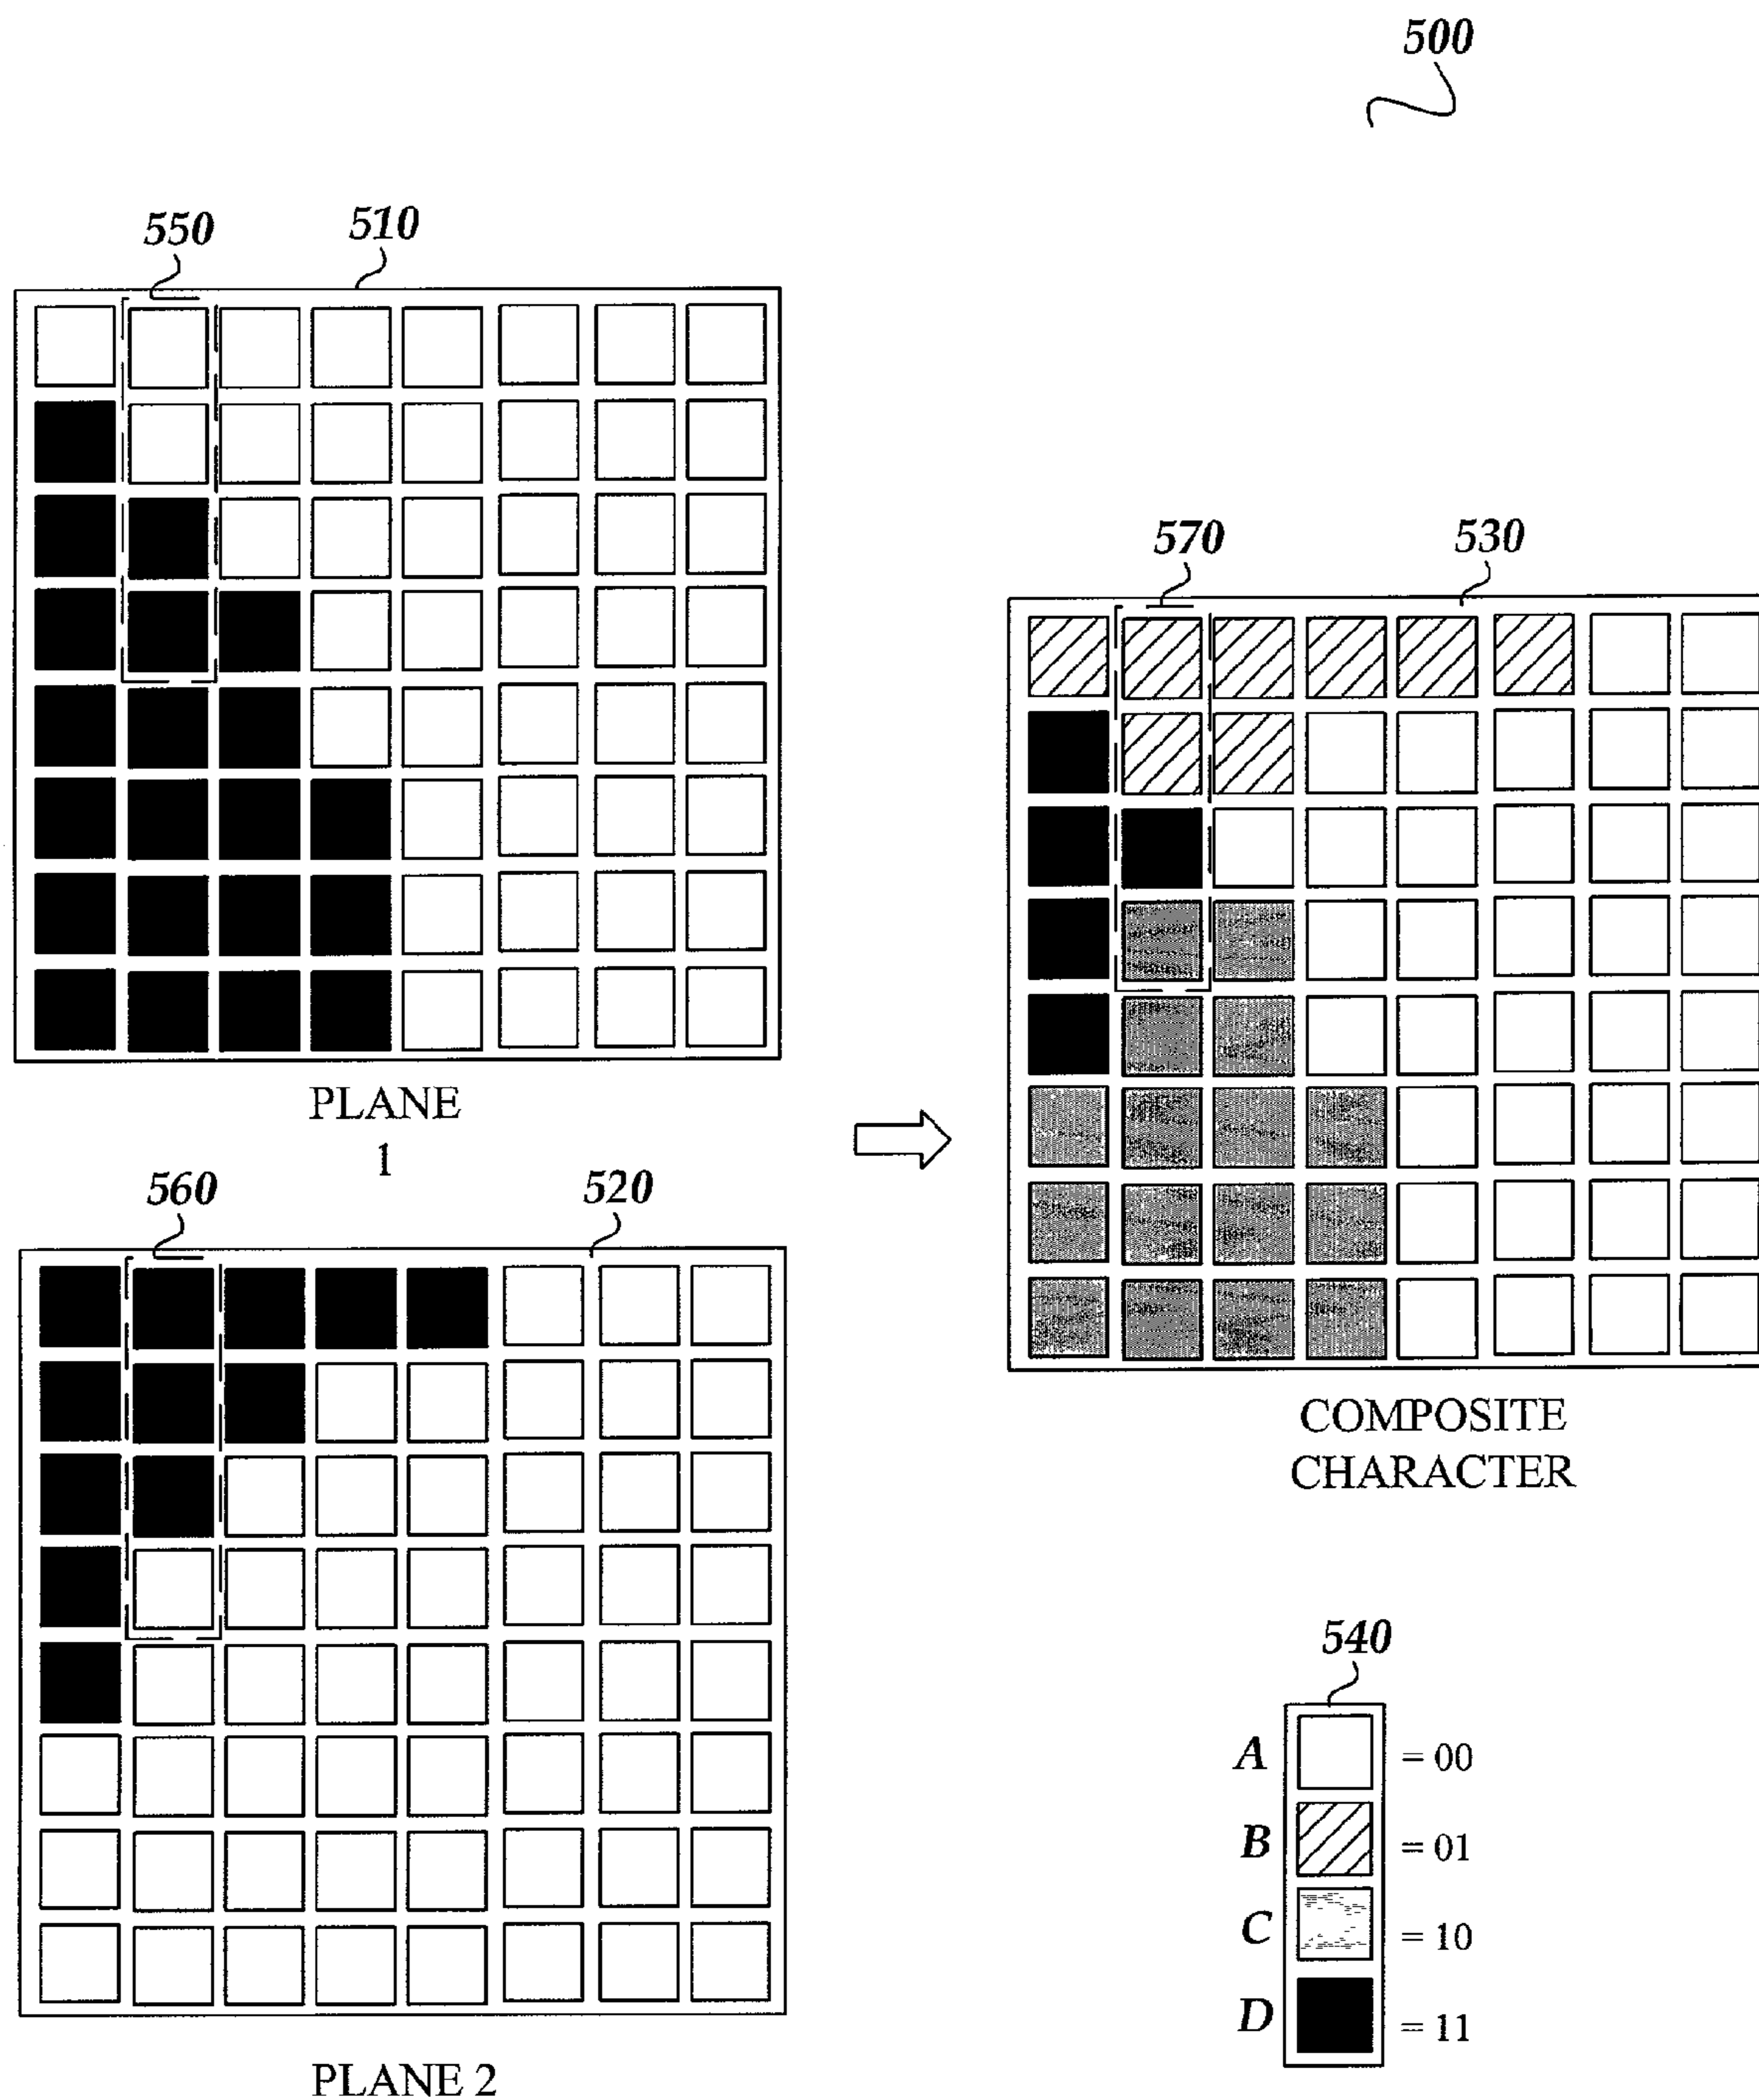 500
550
510
570
530
PLANE
1
560
520
COMPOSITE
CHARACTER
540
A = 00
B = 01
C = 10
D = 11
PLANE 2